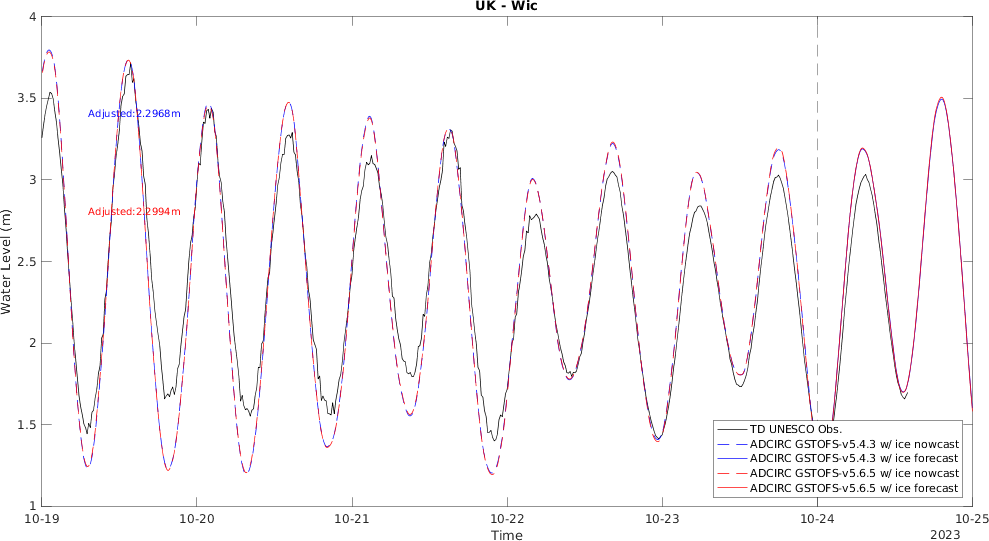 UK - Wic
Water Level (m)
4
3.5
3
2.5
2
1.5
1
Adjusted:2.2968m
Adjusted:2.2994m
TD UNESCO Obs.
ADCIRC GSTOFS-v5.4.3 w/ ice nowcast
ADCIRC GSTOFS-v5.4.3 w/ ice forecast
ADCIRC GSTOFS-v5.6.5 w/ ice nowcast
ADCIRC GSTOFS-v5.6.5 w/ ice forecast
10-19 10-20 10-21 10-22 10-23 10-24 10-25
Time
2023